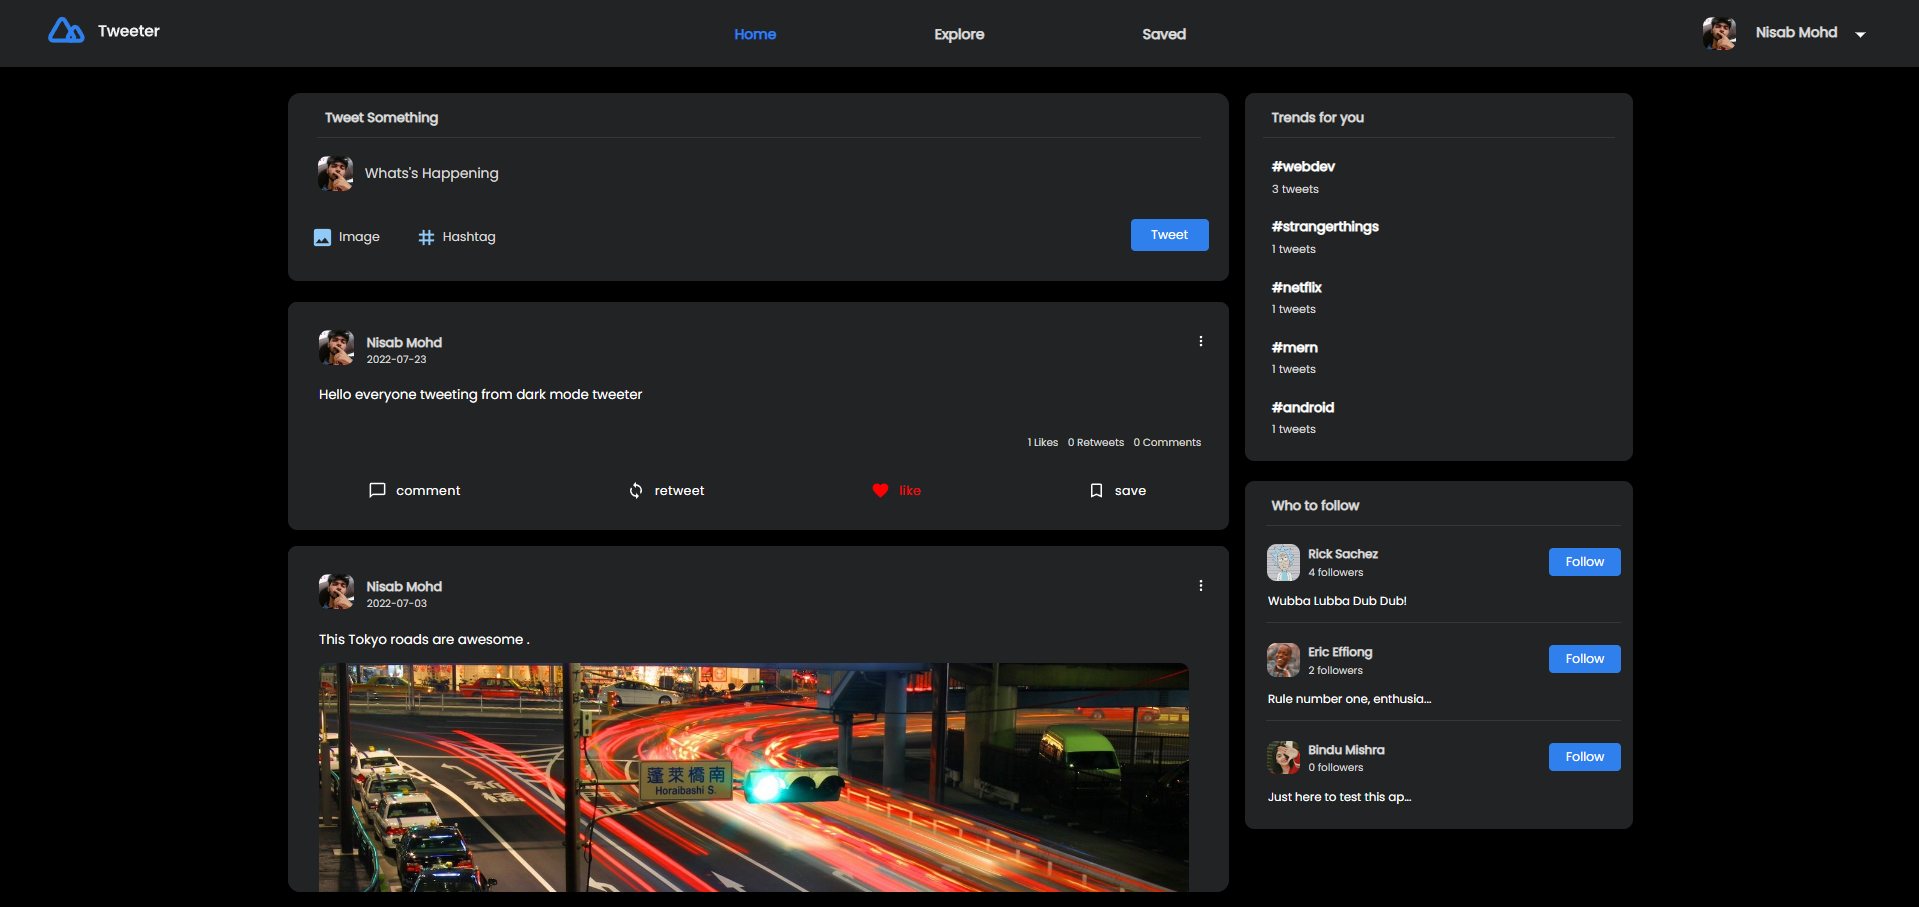 Tweeter
Home
Explore
Saved
Nisab Mohd
Tweet Something
Whats's Happening
Image
Hashtag
Tweet
Nisab Mohd
2022-07-23
Hello everyone tweeting from dark mode tweeter
1 Likes 0 Retweets 0 Comments
comment
retweet
like
save
Nisab Mohd
2022-07-03
This Tokyo roads are awesome .
蓬莱橋南
Horaibashi S.
Trends for you
#webdev
3 tweets
#strangerthings
1 tweets
#netflix
1 tweets
#mern
1 tweets
#android
1 tweets
Who to follow
Rick Sachez
4 followers
Follow
Wubba Lubba Dub Dub!
Eric Effiong
2 followers
Follow
Rule number one, enthusia...
Bindu Mishra
0 followers
Follow
Just here to test this ap...